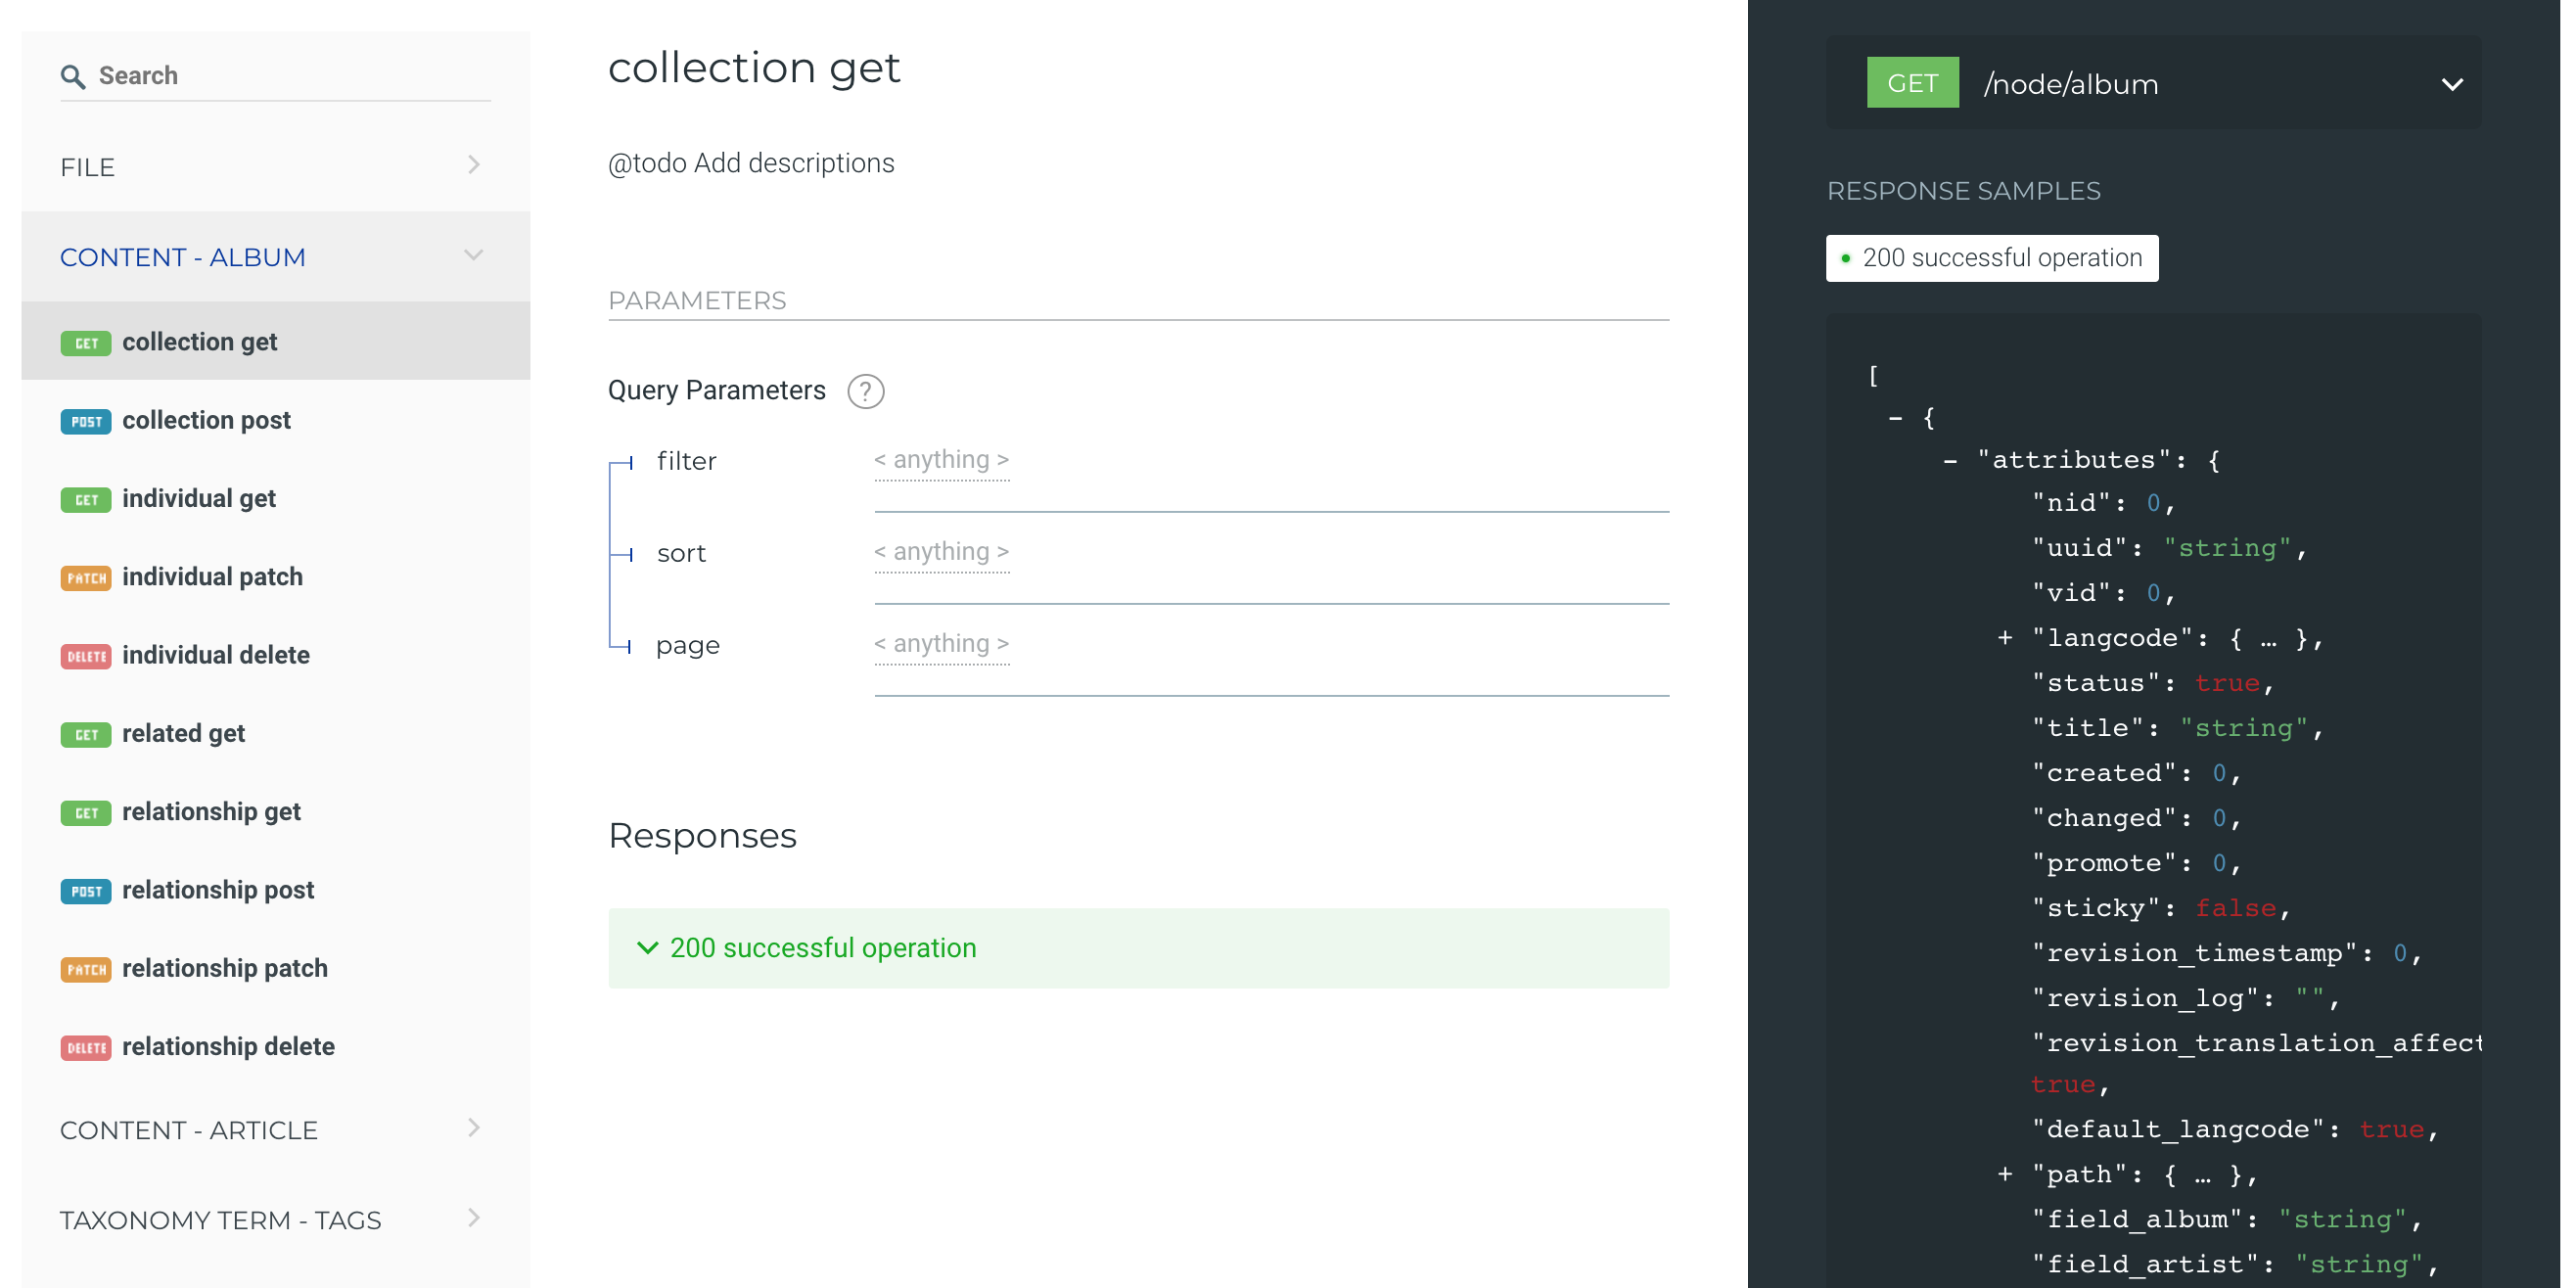 Search
FILE
CONTENT - ALBUM
GET collection get
POST collection post
GET individual get
PATCH individual patch
DELETE individual delete
GET related get
GET relationship get
POST relationship post
PATCH relationship patch
DELETE relationship delete
CONTENT - ARTICLE
TAXONOMY TERM - TAGS
collection get
@todo Add descriptions
PARAMETERS
Query Parameters ?
filter < anything >
sort < anything >
page < anything >
Responses
200 successful operation
GET /node/album
RESPONSE SAMPLES
200 successful operation
[
- {
- "attributes": {
"nid": 0,
"uuid": "string",
"vid": 0,
+ "langcode": { … },
"status": true,
"title": "string",
"created": 0,
"changed": 0,
"promote": 0,
"sticky": false,
"revision_timestamp": 0,
"revision_log": "",
"revision_translation_affect
true,
"default_langcode": true,
+ "path": { … },
"field_album": "string",
"field_artist": "string",